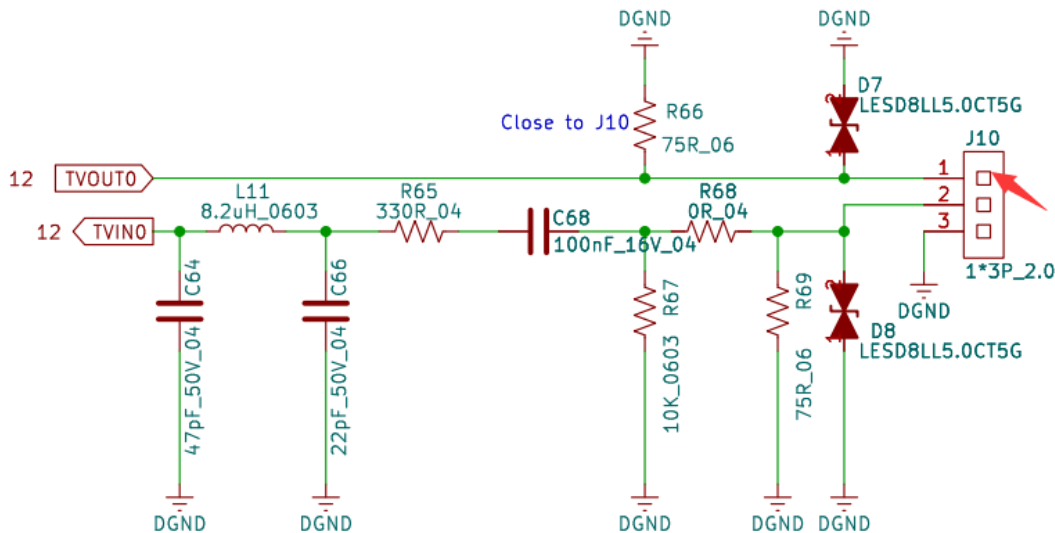 DGND
DGND
D7
LESD8LL5.0CT5G
R66
Close to J10
75R_06
J10
12
TVOUT0
1
L11
8.2uH_0603
R65
330R_04
R68
0R_04
2
12
TVIN0
C68
100nF_16V_04
3
1*3P_2.0
C64
47pF_50V_04
C66
22pF_50V_04
R67
10K_0603
R69
75R_06
DGND
D8
LESD8LL5.0CT5G
DGND
DGND
DGND
DGND
DGND